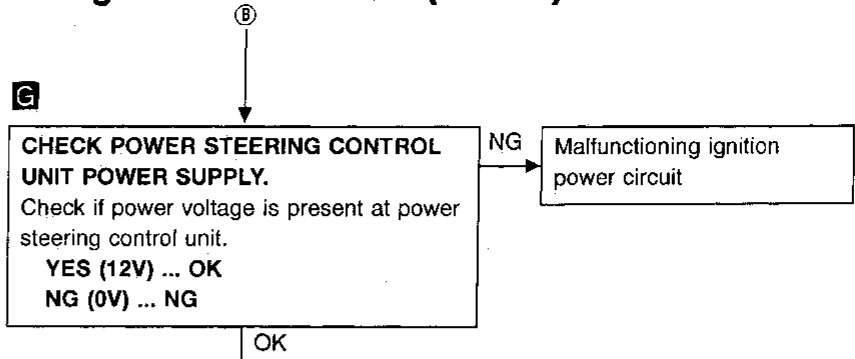 Ⓑ
G
CHECK POWER STEERING CONTROL
UNIT POWER SUPPLY.
Check if power voltage is present at power
steering control unit.
YES (12V) ... OK
NG (0V) ... NG
NG
Malfunctioning ignition
power circuit
OK